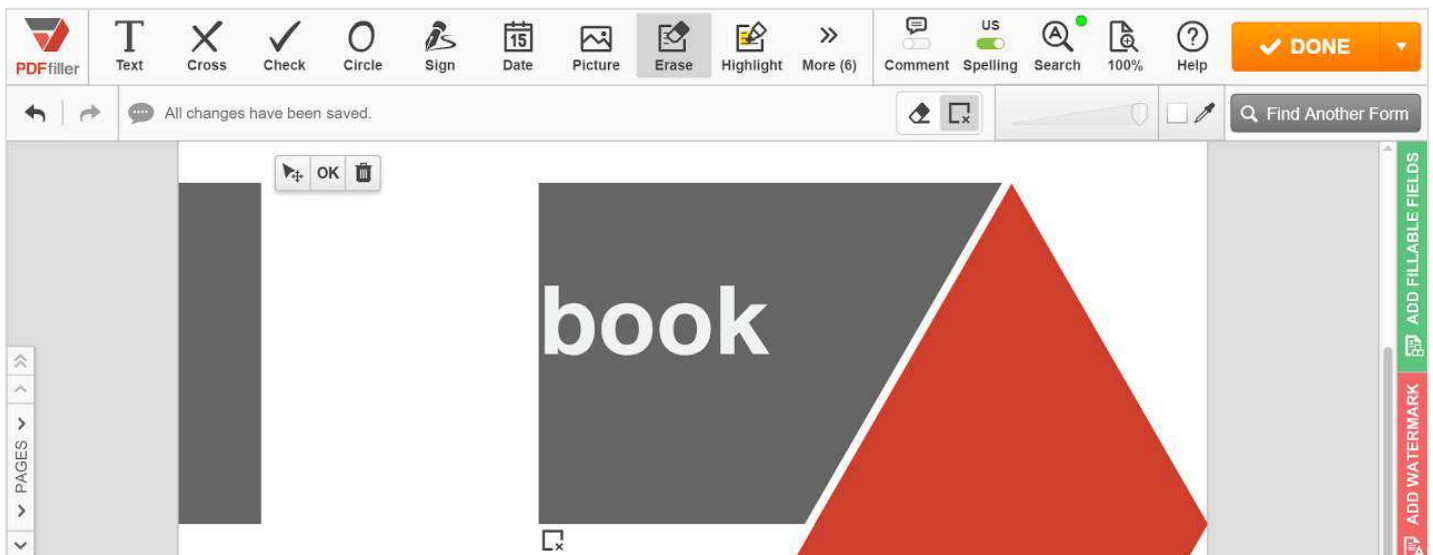 PDFfiller
Text
Cross
Check
Circle
Sign
15
Date
Picture
Erase
Highlight
More (6)
Comment
US
Spelling
Search
100%
Help
DONE
All changes have been saved.
Find Another Form
OK
book
PAGES
ADD FILLABLE FIELDS
ADD WATERMARK